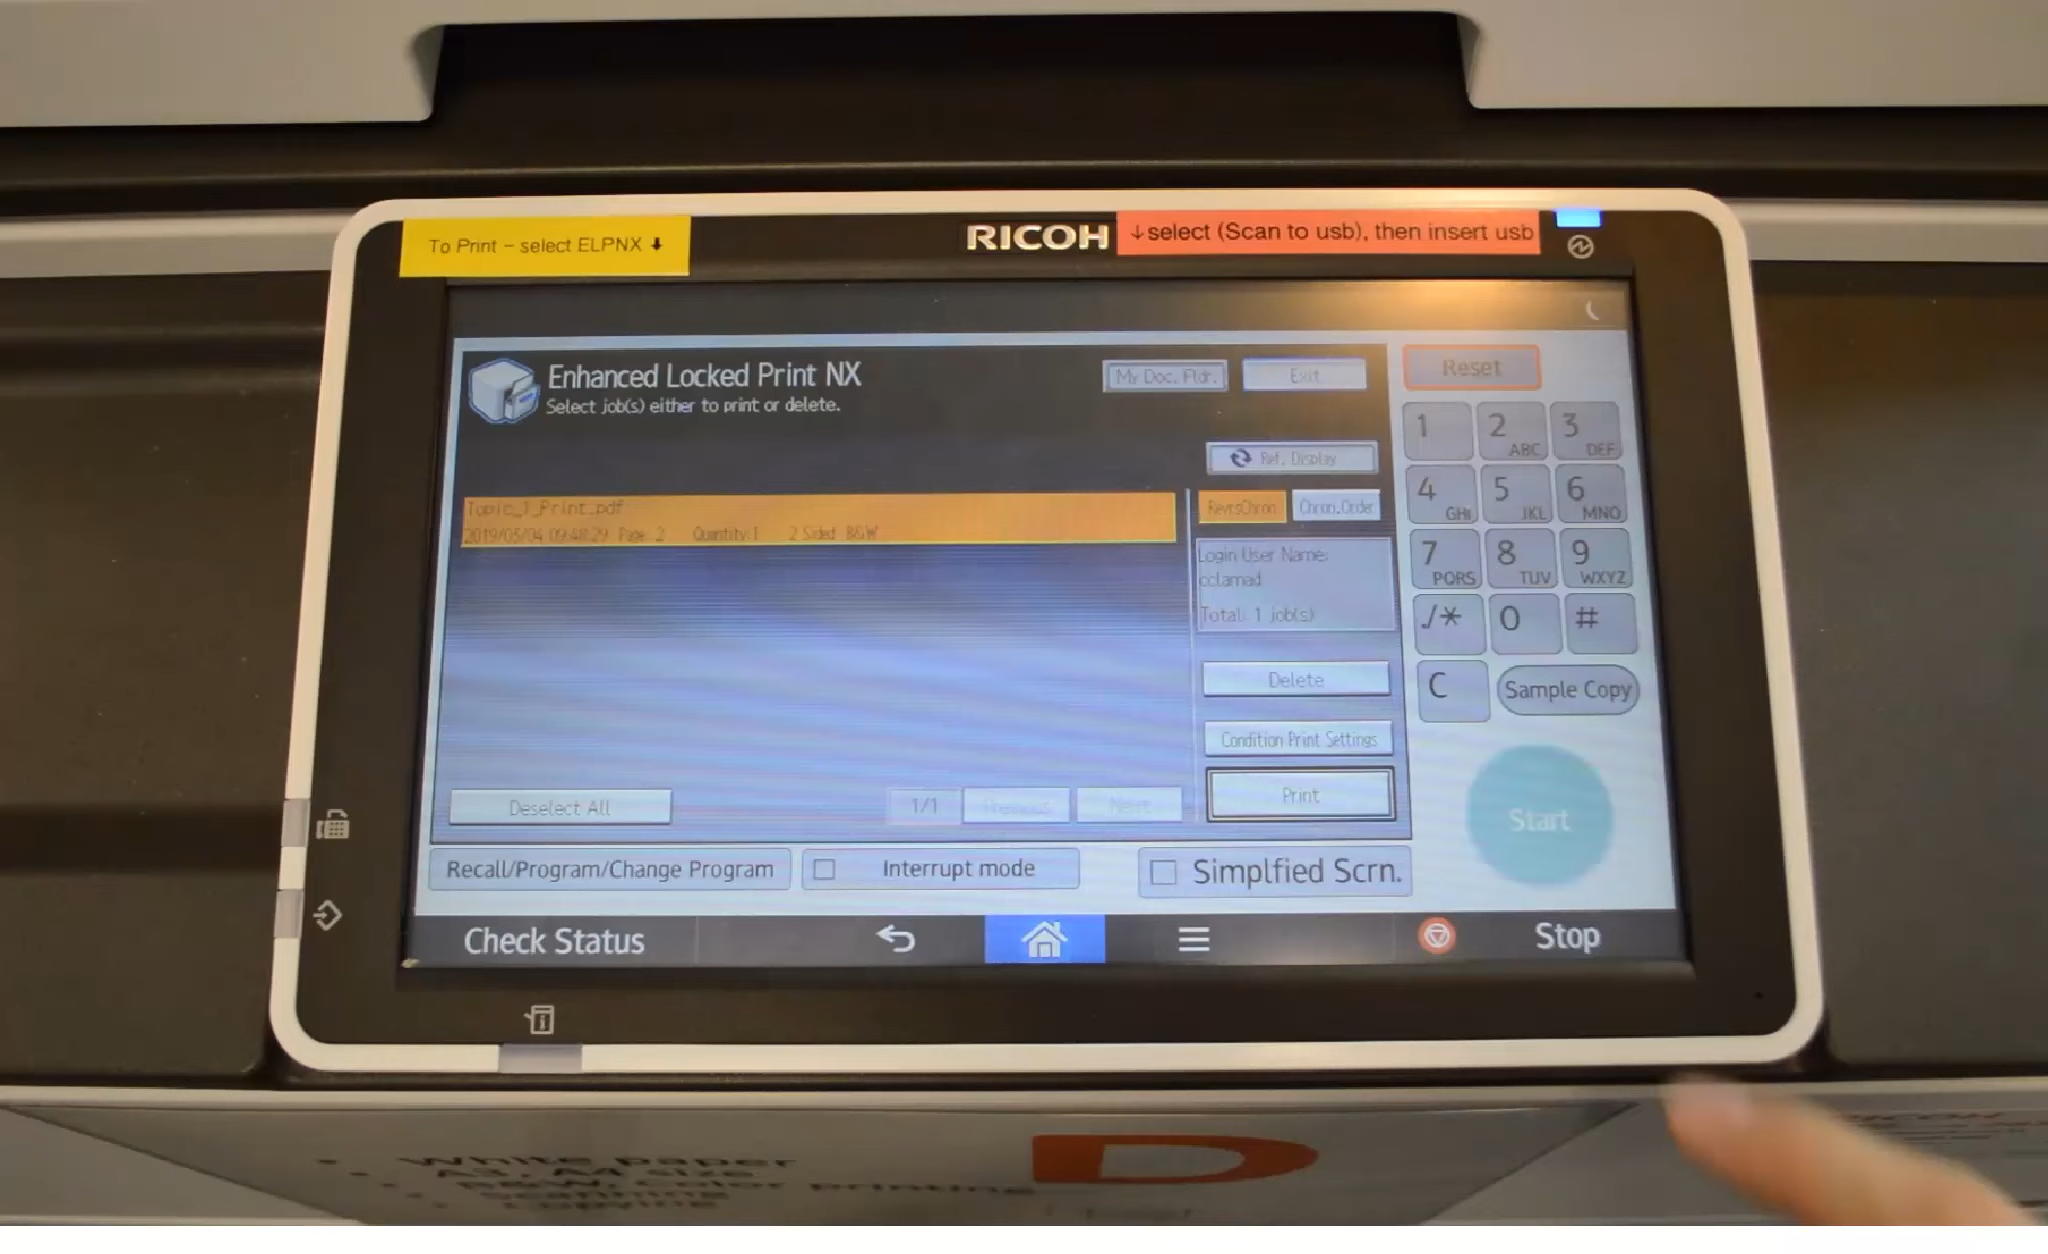 To Print – select ELPNX ↓
RICOH
↓select (Scan to usb), then insert usb
Enhanced Locked Print NX
Select job(s) either to print or delete.
My Doc. Fldr.
Exit
Reset
Ref. Display
Topic_1_Print.pdf
2019/05/04 09:48:29 Page: 2 Quantity:1 2 Sided B&W
RevrsChron
Chron.Order
Login User Name:
cclamad
Total: 1 job(s)
Delete
Condition Print Settings
Print
Deselect All
1/1
Previous
Next
1
2 ABC
3 DEF
4 GHI
5 JKL
6 MNO
7 PQRS
8 TUV
9 WXYZ
./*
0
#
C
Sample Copy
Start
Recall/Program/Change Program
Interrupt mode
Simplfied Scrn.
Check Status
Stop
D
• White paper
• A3, A4 size
• B&W, Color printing
• Scanning
• Copying